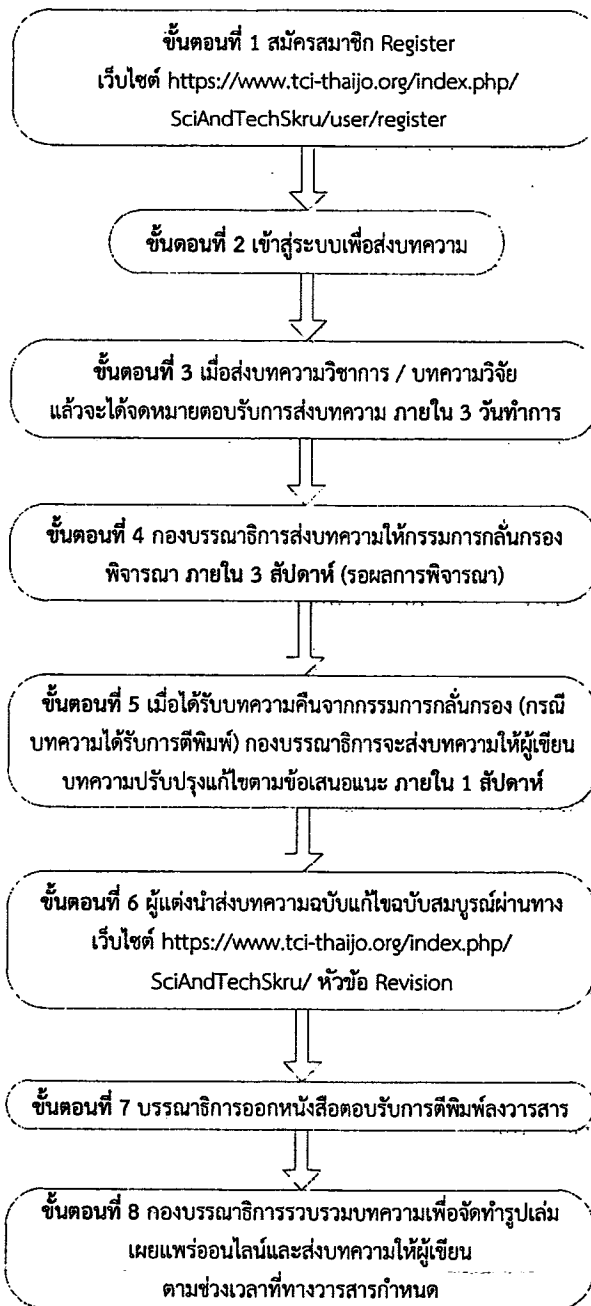 ขั้นตอนที่ 1 สมัครสมาชิก Register
เว็บไซต์ https://www.tci-thaijo.org/index.php/
SciAndTechSkru/user/register
ขั้นตอนที่ 2 เข้าสู่ระบบเพื่อส่งบทความ
ขั้นตอนที่ 3 เมื่อส่งบทความวิชาการ / บทความวิจัย
แล้วจะได้จดหมายตอบรับการส่งบทความ ภายใน 3 วันทำการ
ขั้นตอนที่ 4 กองบรรณาธิการส่งบทความให้กรรมการกลั่นกรอง
พิจารณา ภายใน 3 สัปดาห์ (รอผลการพิจารณา)
ขั้นตอนที่ 5 เมื่อได้รับบทความคืนจากกรรมการกลั่นกรอง (กรณี
บทความได้รับการตีพิมพ์) กองบรรณาธิการจะส่งบทความให้ผู้เขียน
บทความปรับปรุงแก้ไขตามข้อเสนอแนะ ภายใน 1 สัปดาห์
ขั้นตอนที่ 6 ผู้แต่งนำส่งบทความฉบับแก้ไขฉบับสมบูรณ์ผ่านทาง
เว็บไซต์ https://www.tci-thaijo.org/index.php/
SciAndTechSkru/ หัวข้อ Revision
ขั้นตอนที่ 7 บรรณาธิการออกหนังสือตอบรับการตีพิมพ์ลงวารสาร
ขั้นตอนที่ 8 กองบรรณาธิการรวบรวมบทความเพื่อจัดทำรูปเล่ม
เผยแพร่ออนไลน์และส่งบทความให้ผู้เขียน
ตามช่วงเวลาที่ทางวารสารกำหนด